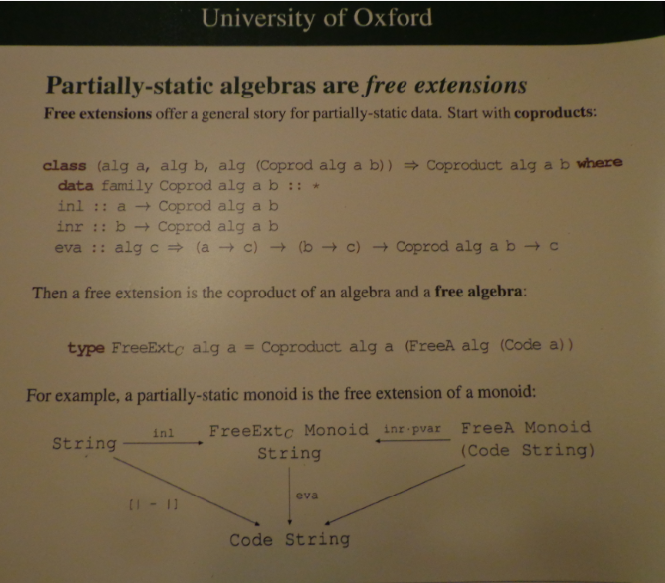 University of Oxford
Partially-static algebras are free extensions
Free extensions offer a general story for partially-static data. Start with coproducts:
class (alg a, alg b, alg (Coprod alg a b)) ⇒ Coproduct alg a b where
data family Coprod alg a b :: *
inl :: a → Coprod alg a b
inr :: b → Coprod alg a b
eva :: alg c ⇒ (a → c) → (b → c) → Coprod alg a b → c
Then a free extension is the coproduct of an algebra and a free algebra:
type FreeExtC alg a = Coproduct alg a (FreeA alg (Code a))
For example, a partially-static monoid is the free extension of a monoid:
String inl FreeExtC Monoid inr·pvar FreeA Monoid
String (Code String)
[| - |] eva
Code String